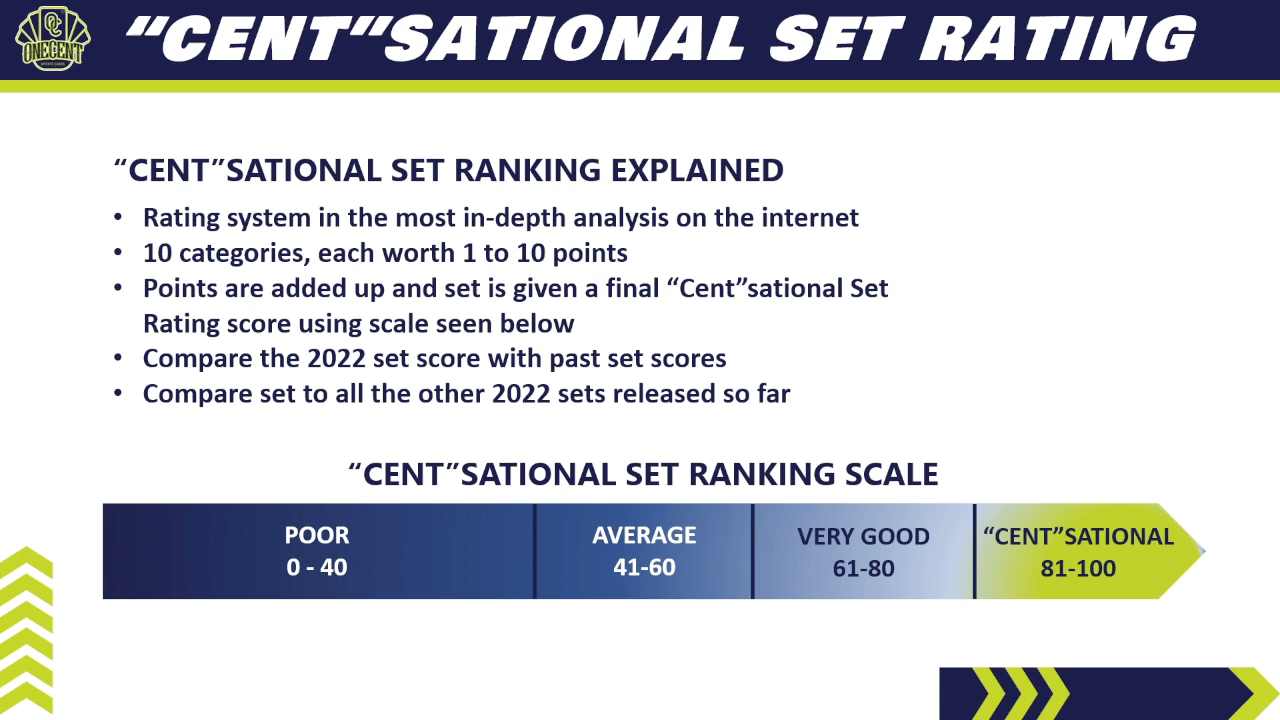 “CENT”SATIONAL SET RATING
OC
ONECENT
SPORTS CARDS
“CENT”SATIONAL SET RANKING EXPLAINED
• Rating system in the most in-depth analysis on the internet
• 10 categories, each worth 1 to 10 points
• Points are added up and set is given a final “Cent”sational Set
Rating score using scale seen below
• Compare the 2022 set score with past set scores
• Compare set to all the other 2022 sets released so far
“CENT”SATIONAL SET RANKING SCALE
POOR
0 - 40
AVERAGE
41-60
VERY GOOD
61-80
“CENT”SATIONAL
81-100